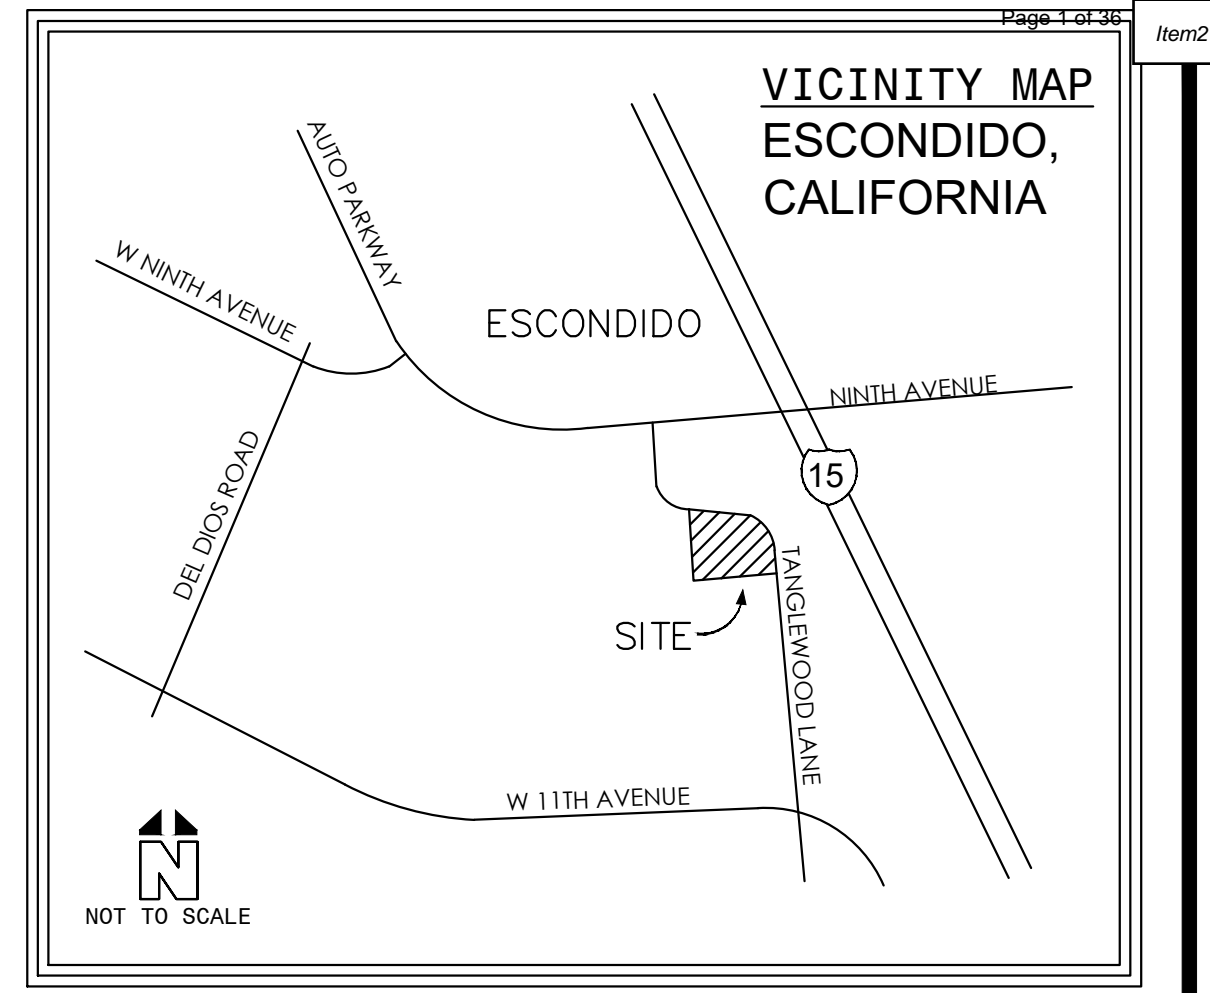 Page 1 of 36
Item2
VICINITY MAP
ESCONDIDO,
CALIFORNIA
AUTO PARKWAY
W NINTH AVENUE
ESCONDIDO
NINTH AVENUE
DEL DIOS ROAD
15
SITE
TANGLEWOOD LANE
W 11TH AVENUE
N
NOT TO SCALE